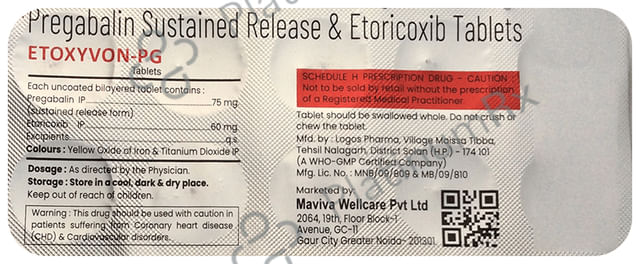 Pregabalin Sustained Release & Etoricoxib Tablets
ETOXYVON-PG
Tablets
Each uncoated bilayered tablet contains :
Pregabalin IP 75 mg
(sustained release form)
Etoricoxib IP 60 mg
Excipients q.s.
Colours : Yellow Oxide of Iron & Titanium Dioxide IP
Dosage : As directed by the Physician.
Storage : Store in a cool, dark & dry place.
Keep out of reach of children.
Warning : This drug should be used with caution in
patients suffering from Coronary heart disease
(CHD) & Cardiovascular disorders.
SCHEDULE H PRESCRIPTION DRUG - CAUTION :
Not to be sold by retail without the prescription
of a Registered Medical Practitioner.
Tablet should be swallowed whole. Do not crush or
chew the tablet.
Mfd. by : Logos Pharma, Village Moissa Tibba,
Tehsil Nalagarh, District Solan (H.P.) - 174 101
(A WHO-GMP Certified Company)
Mfg. Lic. No. : MNB/09/809 & MB/09/810
Marketed by:
Maviva Wellcare Pvt Ltd
2064, 19th, Floor Block-1
Avenue, GC-11
Gaur City Greater Noida- 201301